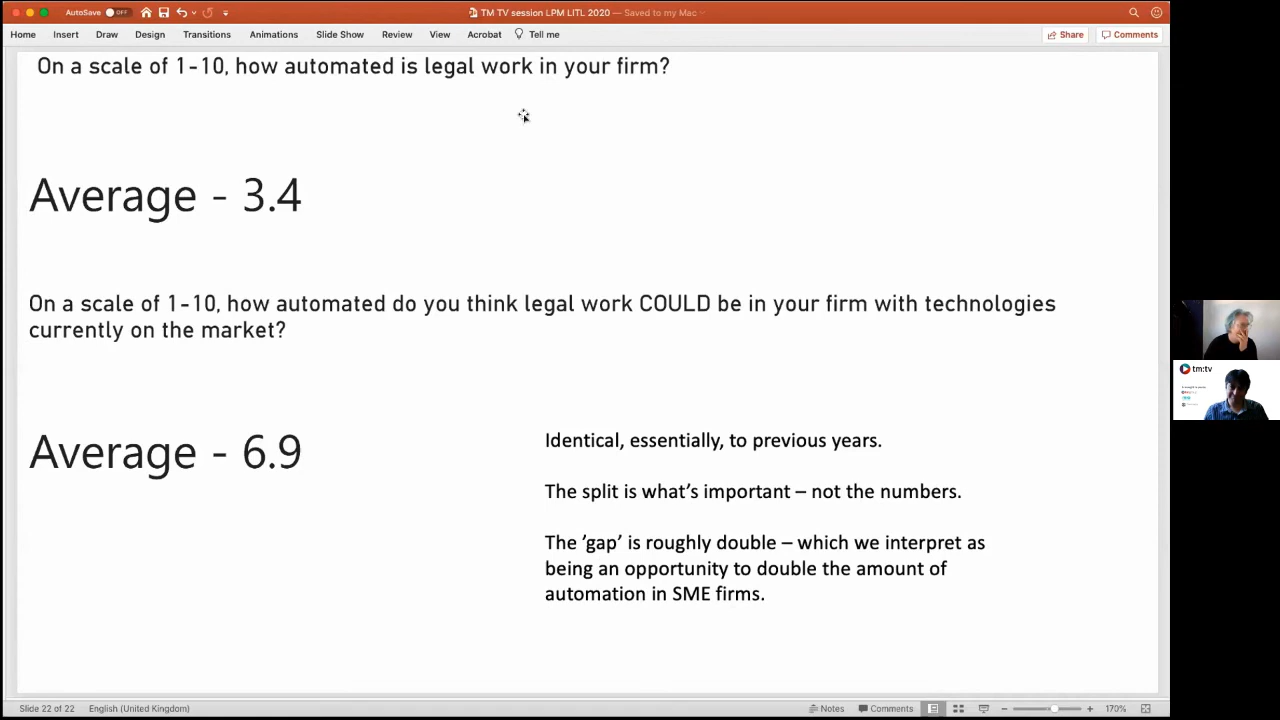 AutoSave OFF TM TV session LPM LITL 2020 — Saved to my Mac
Home Insert Draw Design Transitions Animations Slide Show Review View Acrobat Tell me Share Comments
On a scale of 1-10, how automated is legal work in your firm?
Average - 3.4
On a scale of 1-10, how automated do you think legal work COULD be in your firm with technologies
currently on the market?
Average - 6.9
Identical, essentially, to previous years.
The split is what’s important – not the numbers.
The ’gap’ is roughly double – which we interpret as
being an opportunity to double the amount of
automation in SME firms.
tm:tv
Slide 22 of 22 English (United Kingdom) Notes Comments 170%